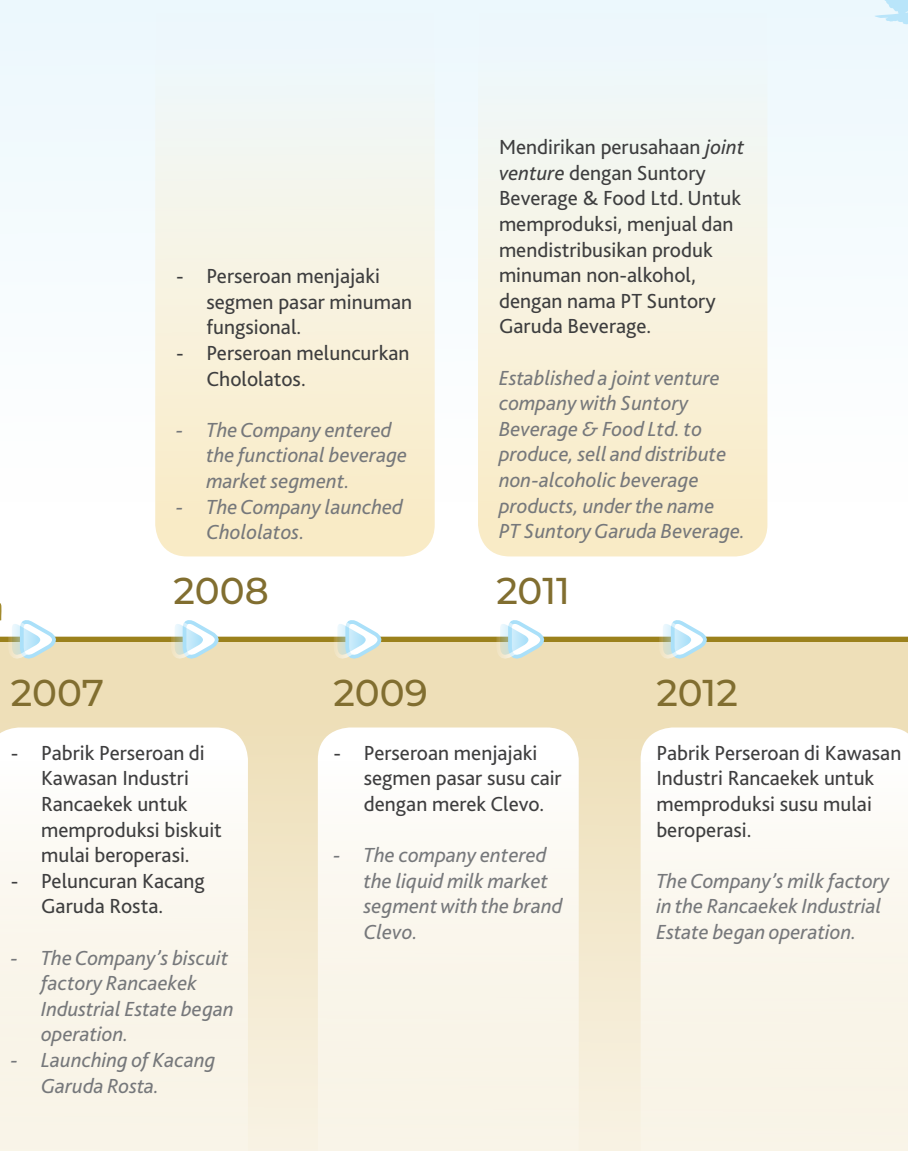 - Perseroan menjajaki
segmen pasar minuman
fungsional.
- Perseroan meluncurkan
Chololatos.
- The Company entered
the functional beverage
market segment.
- The Company launched
Chololatos.
2008
Mendirikan perusahaan joint
venture dengan Suntory
Beverage & Food Ltd. Untuk
memproduksi, menjual dan
mendistribusikan produk
minuman non-alkohol,
dengan nama PT Suntory
Garuda Beverage.
Established a joint venture
company with Suntory
Beverage & Food Ltd. to
produce, sell and distribute
non-alcoholic beverage
products, under the name
PT Suntory Garuda Beverage.
2011
2007
- Pabrik Perseroan di
Kawasan Industri
Rancaekek untuk
memproduksi biskuit
mulai beroperasi.
- Peluncuran Kacang
Garuda Rosta.
- The Company's biscuit
factory Rancaekek
Industrial Estate began
operation.
- Launching of Kacang
Garuda Rosta.
2009
- Perseroan menjajaki
segmen pasar susu cair
dengan merek Clevo.
- The company entered
the liquid milk market
segment with the brand
Clevo.
2012
Pabrik Perseroan di Kawasan
Industri Rancaekek untuk
memproduksi susu mulai
beroperasi.
The Company's milk factory
in the Rancaekek Industrial
Estate began operation.